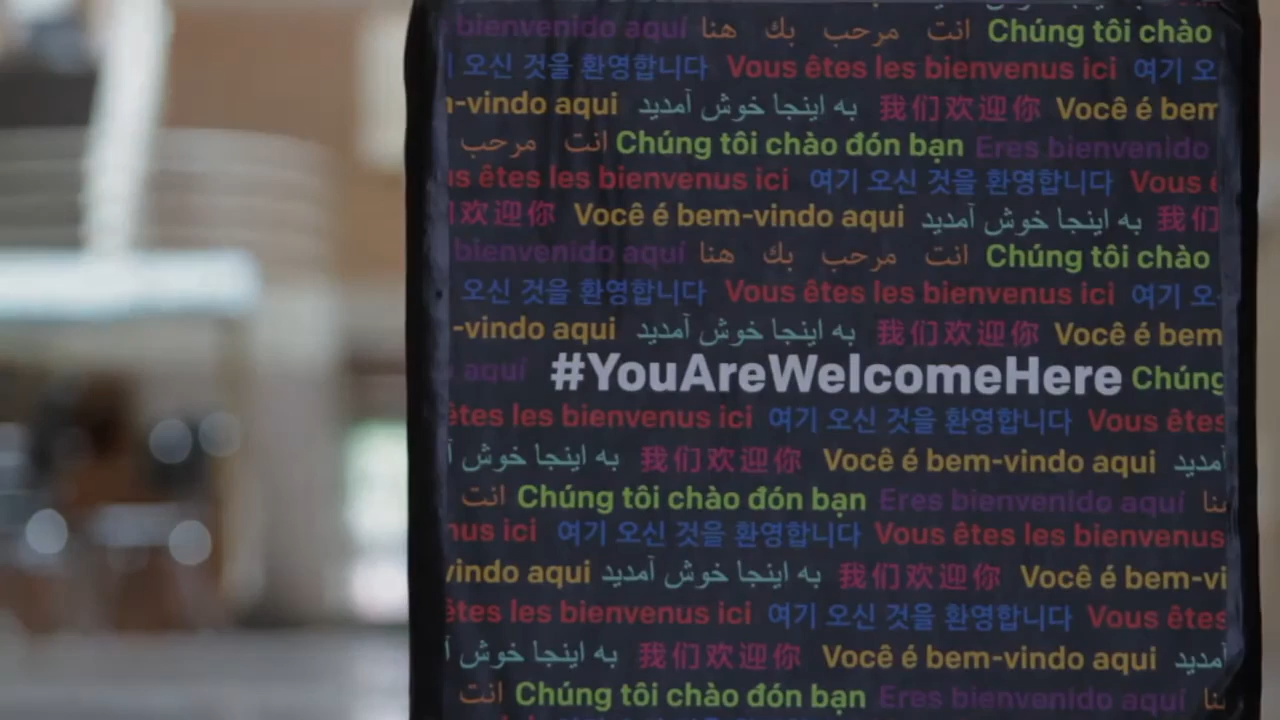 bienvenido aquí انت مرحب بك هنا Chúng tôi chào
오신 것을 환영합니다 Vous êtes les bienvenus ici 여기 오
-vindo aqui به اینجا خوش آمدید 我们欢迎你 Você é bem
انت مرحب Chúng tôi chào đón bạn Eres bienvenido
êtes les bienvenus ici 여기 오신 것을 환영합니다 Vous
欢迎你 Você é bem-vindo aqui به اینجا خوش آمدید 我们
bienvenido aquí انت مرحب بك هنا Chúng tôi chào
오신 것을 환영합니다 Vous êtes les bienvenus ici 여기 오
-vindo aqui به اینجا خوش آمدید 我们欢迎你 Você é bem
aquí #YouAreWelcomeHere Chúng
êtes les bienvenus ici 여기 오신 것을 환영합니다 Vous êtes
به اینجا خوش 我们欢迎你 Você é bem-vindo aqui آمدید
انت Chúng tôi chào đón bạn Eres bienvenido aquí
nus ici 여기 오신 것을 환영합니다 Vous êtes les bienvenus
vindo aqui به اینجا خوش آمدید 我们欢迎你 Você é bem-vi
êtes les bienvenus ici 여기 오신 것을 환영합니다 Vous êtes
به اینجا خوش 我们欢迎你 Você é bem-vindo aqui آمدید
انت Chúng tôi chào đón bạn Eres bienvenido aquí